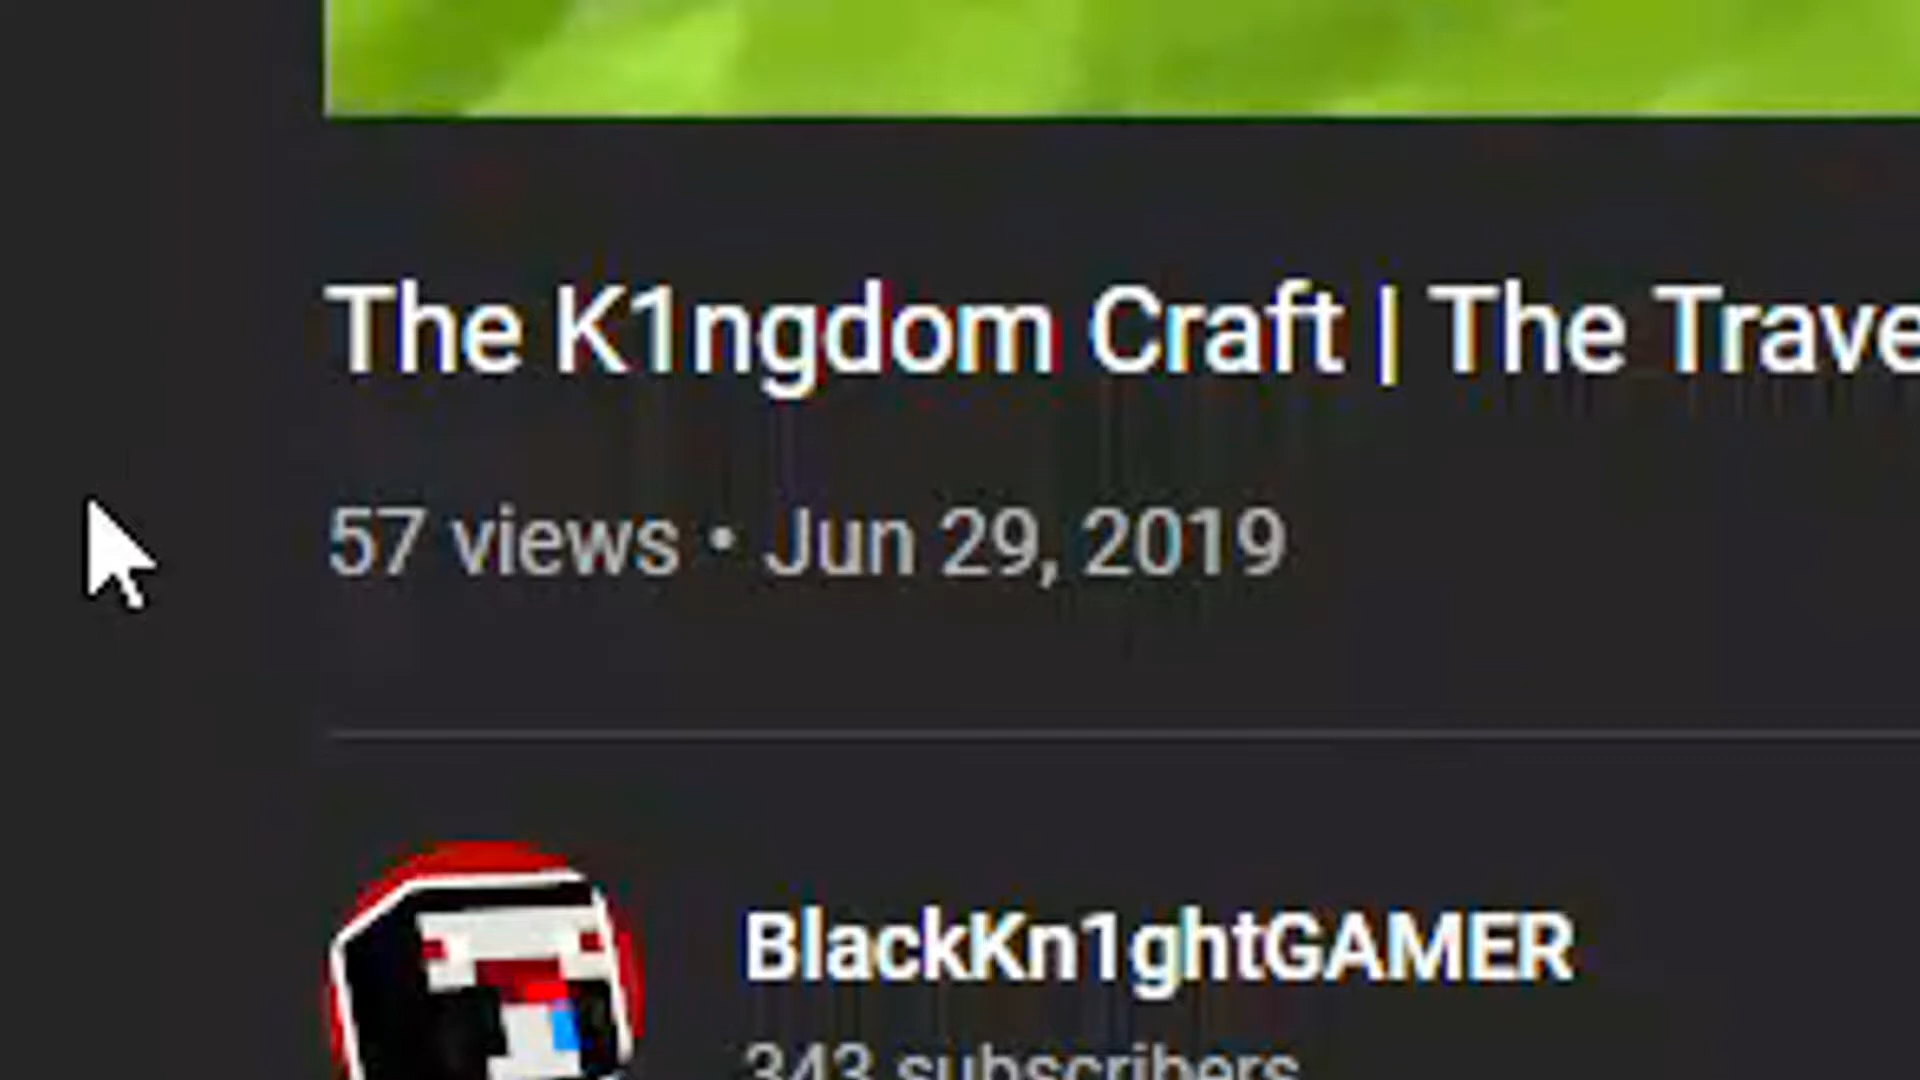 The K1ngdom Craft | The Trave
57 views • Jun 29, 2019
BlackKn1ghtGAMER
343 subscribers